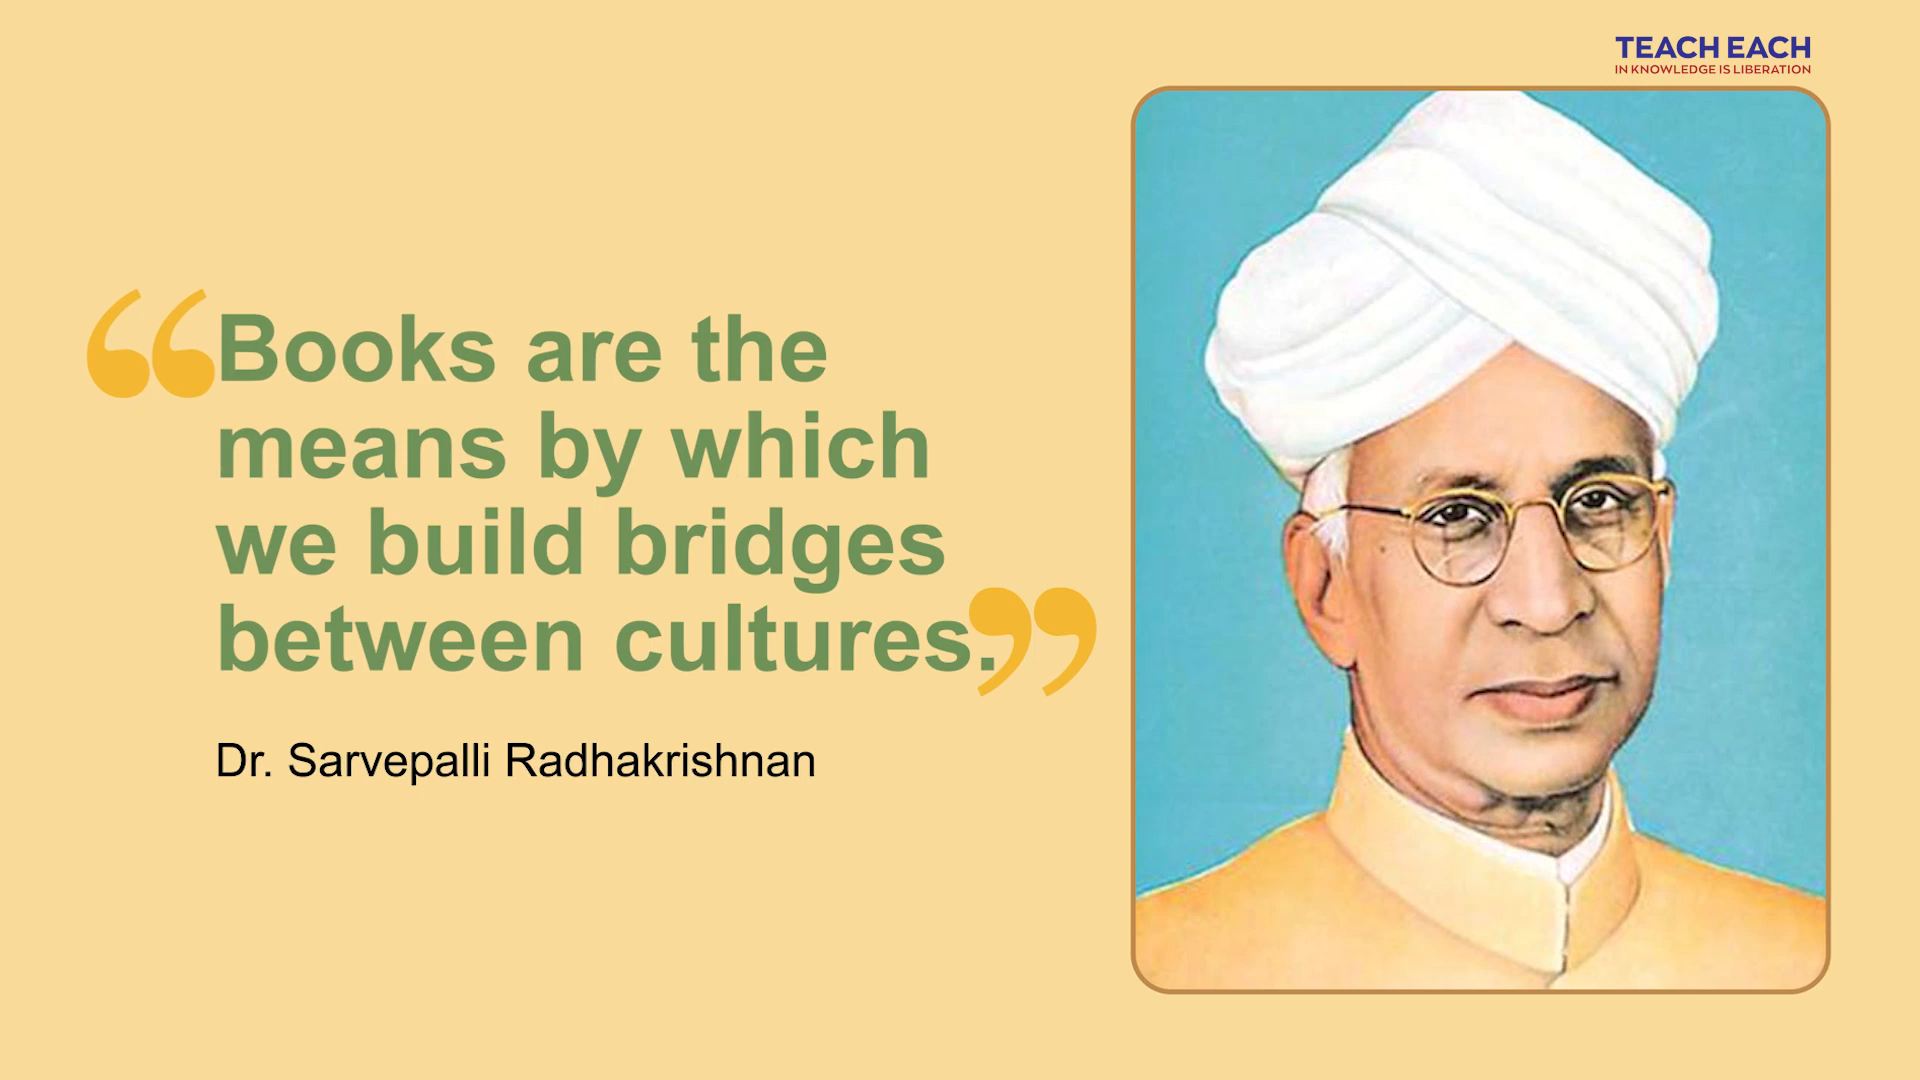 TEACH EACH
IN KNOWLEDGE IS LIBERATION
“Books are the
means by which
we build bridges
between cultures.”
Dr. Sarvepalli Radhakrishnan